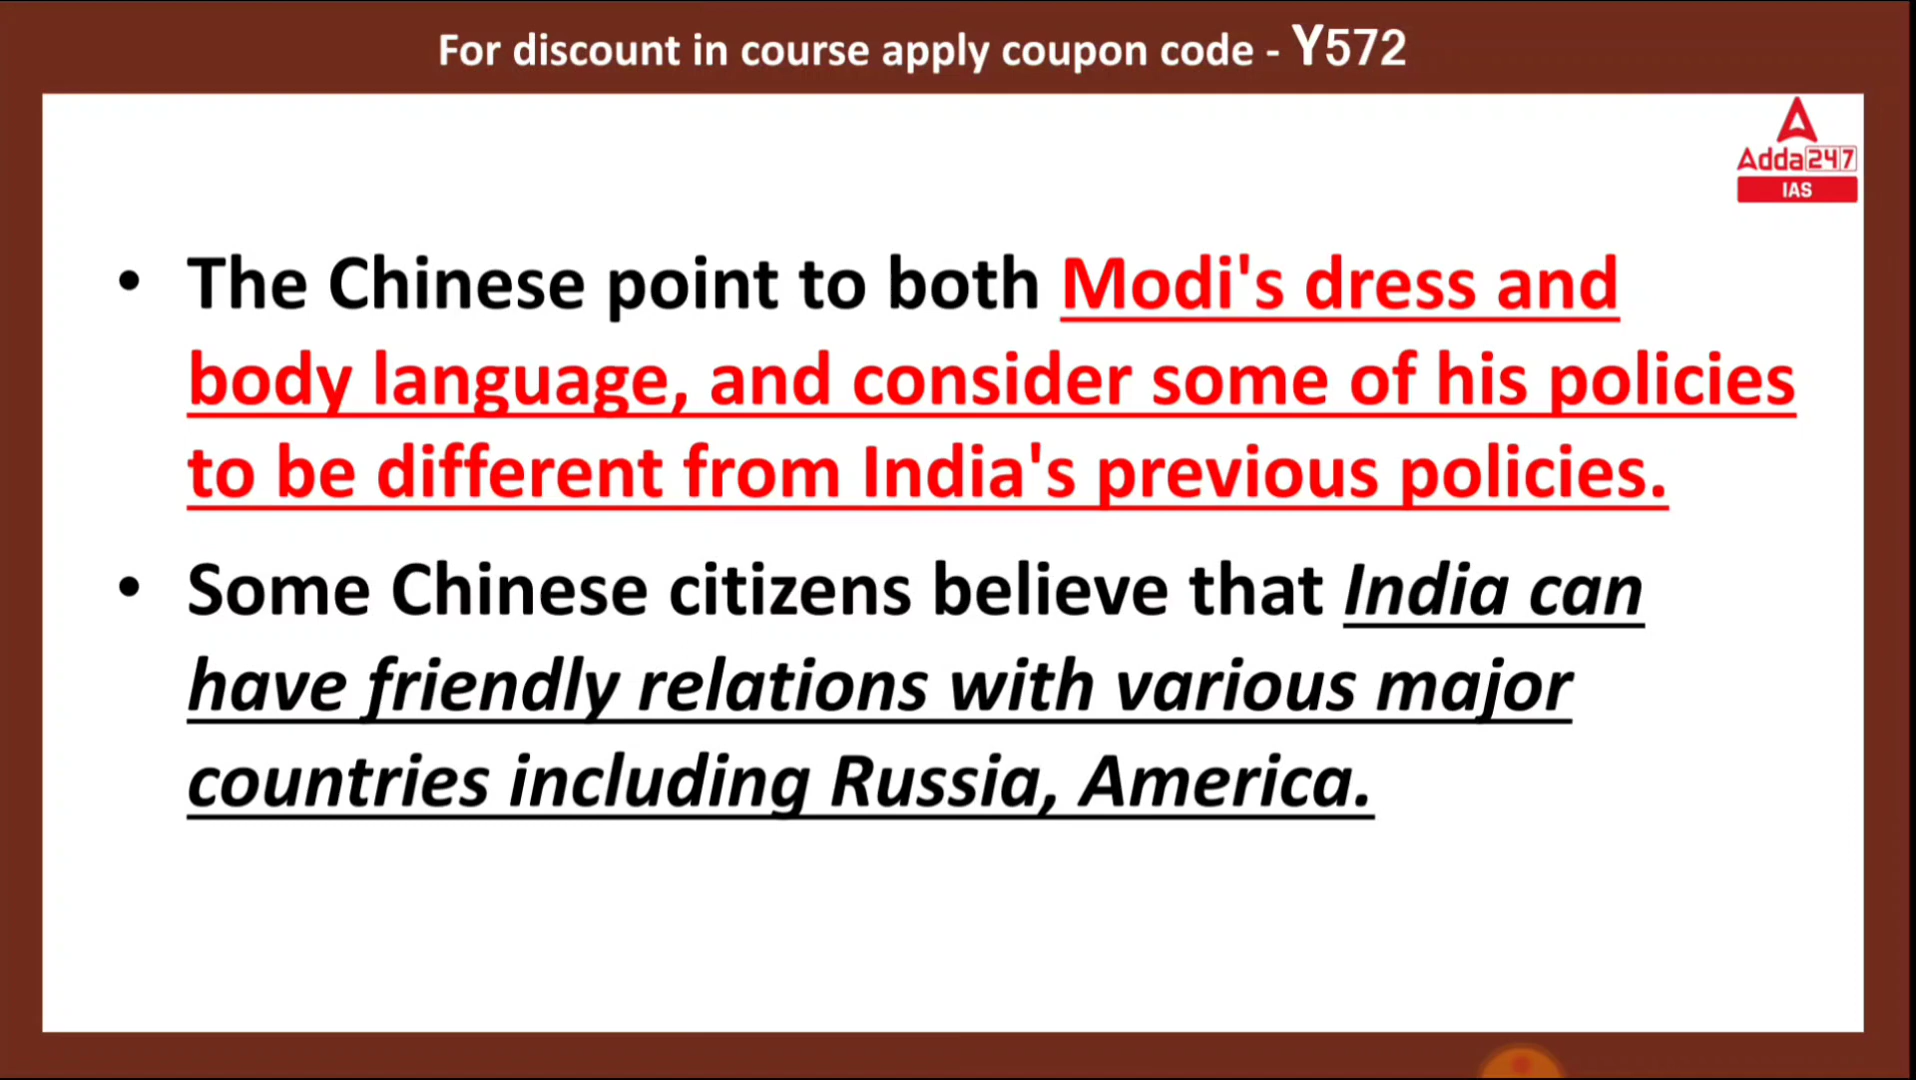 For discount in course apply coupon code - Y572
Adda247
IAS
• The Chinese point to both Modi's dress and
body language, and consider some of his policies
to be different from India's previous policies.
• Some Chinese citizens believe that India can
have friendly relations with various major
countries including Russia, America.